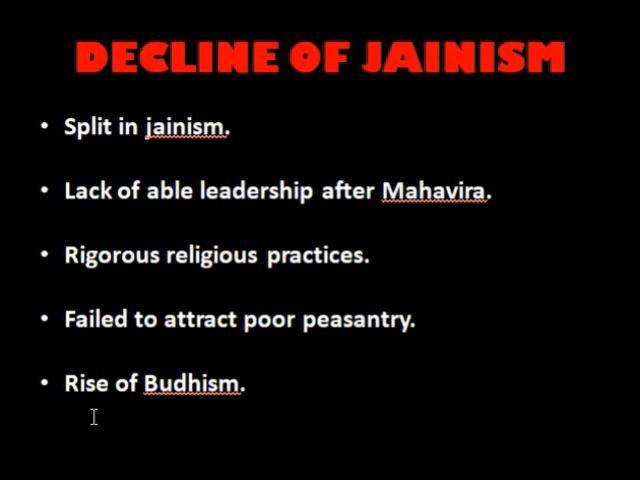 DECLINE OF JAINISM
• Split in jainism.
• Lack of able leadership after Mahavira.
• Rigorous religious practices.
• Failed to attract poor peasantry.
• Rise of Budhism.